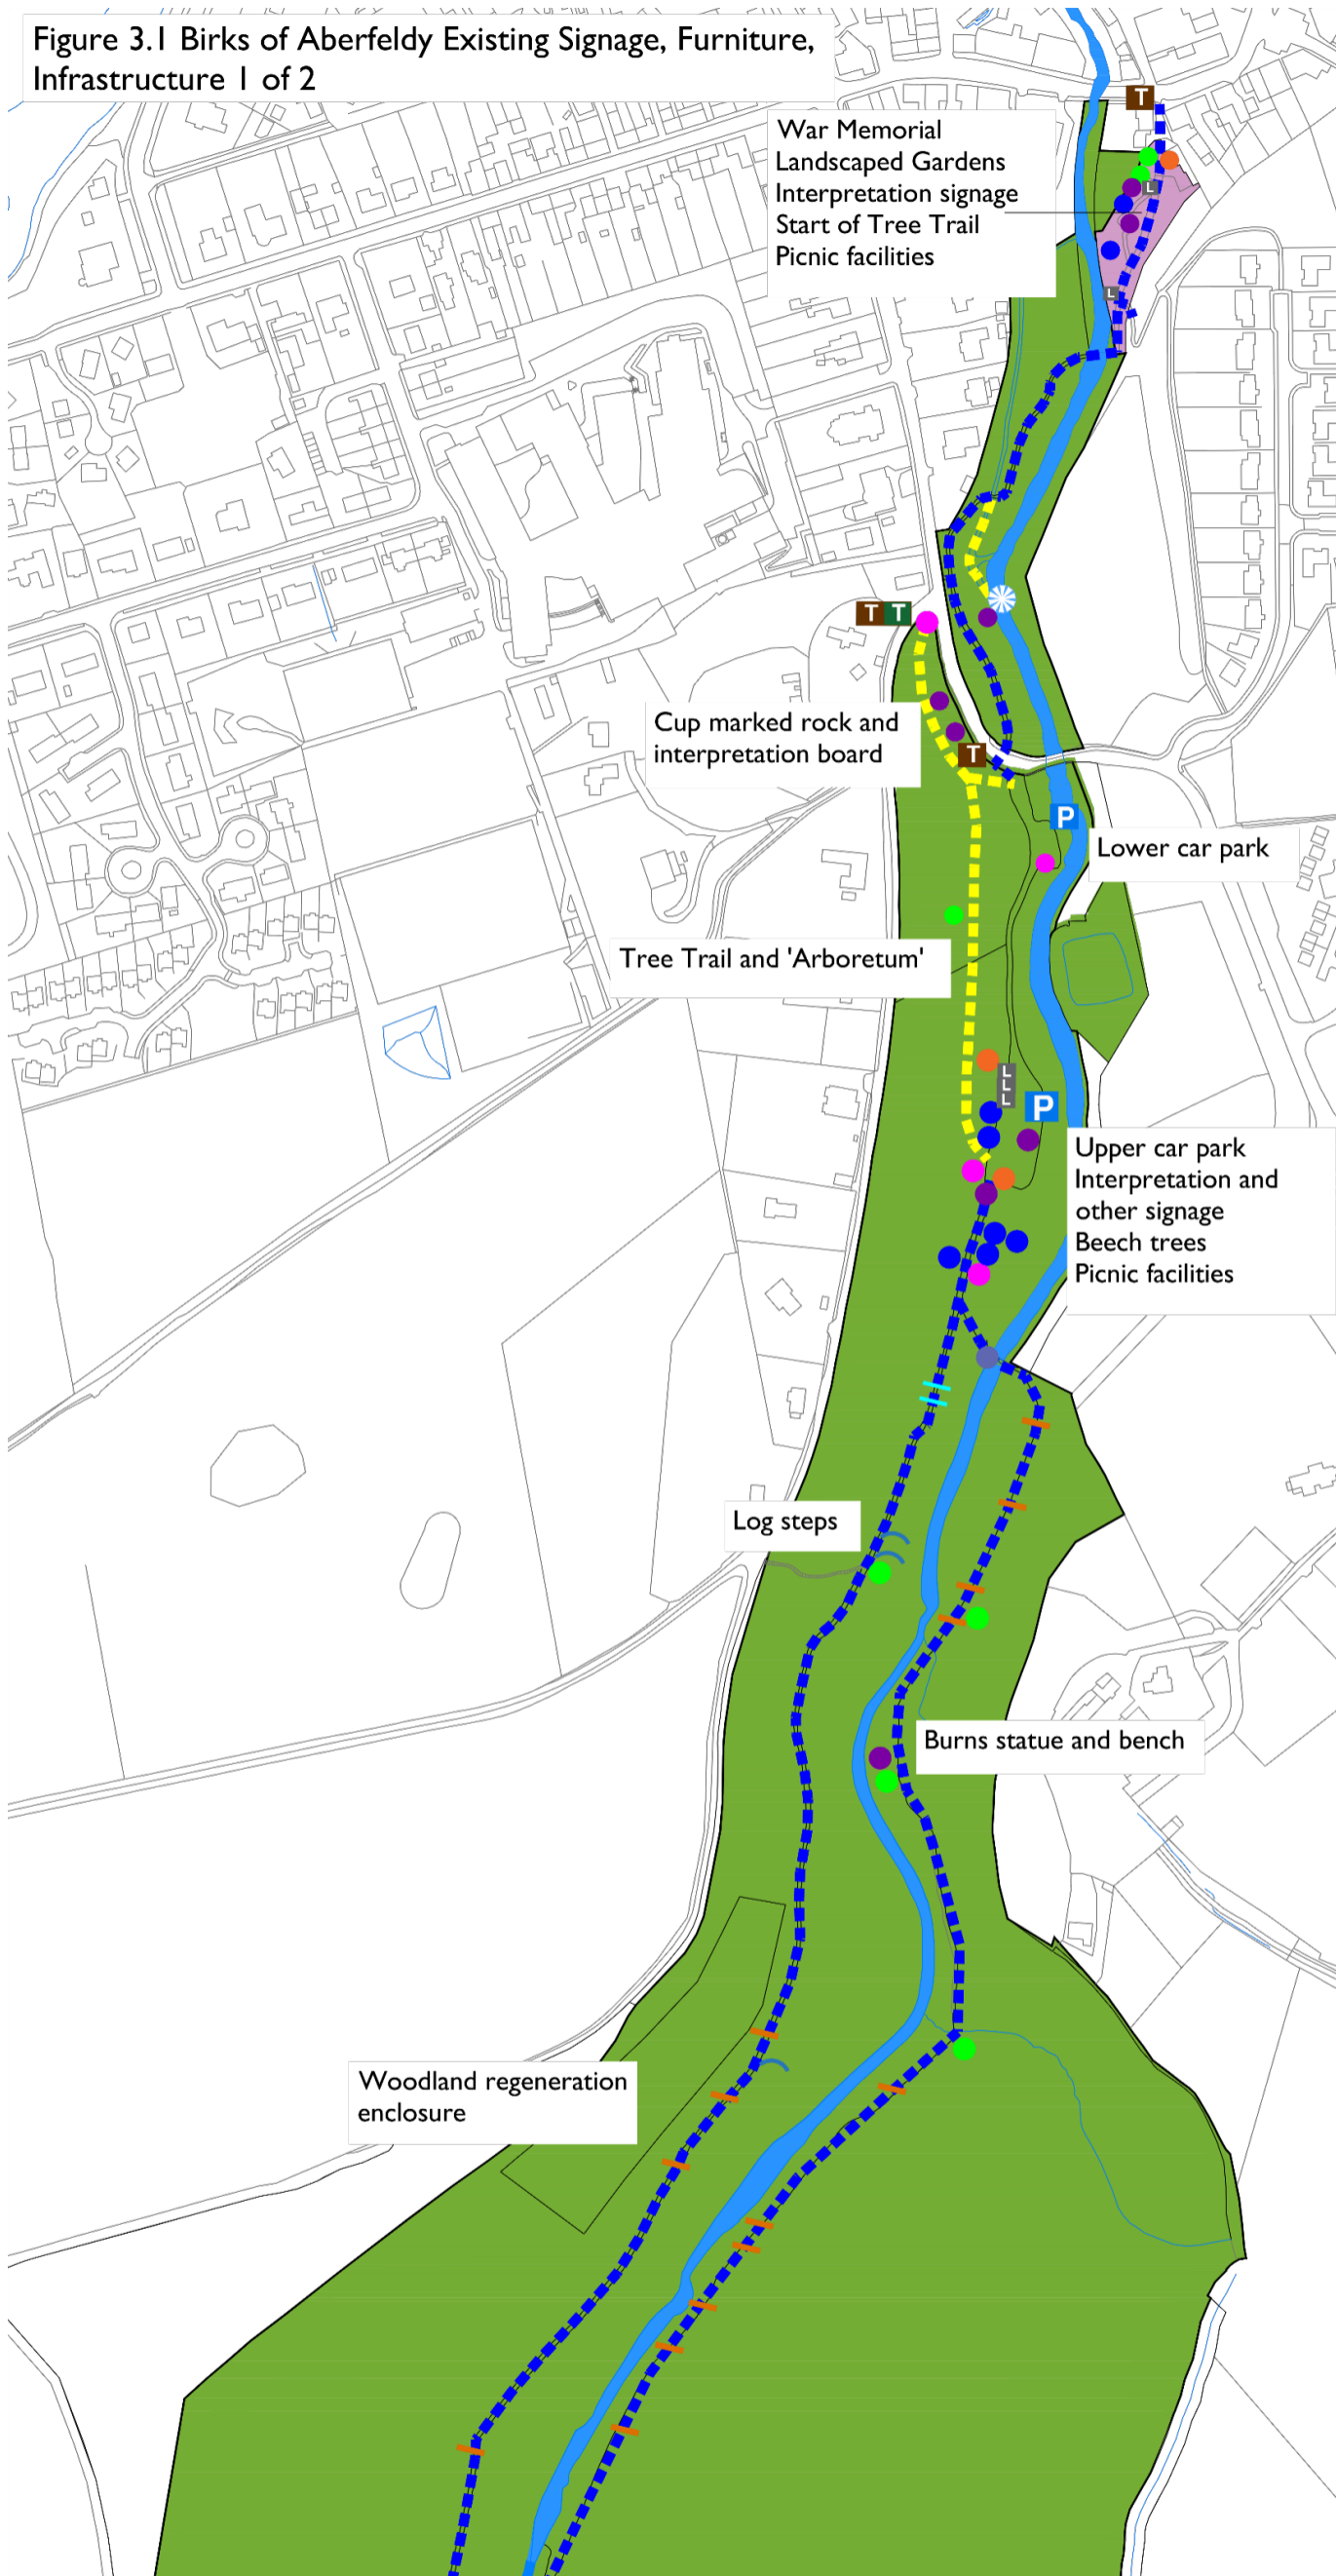 Figure 3.1 Birks of Aberfeldy Existing Signage, Furniture,
Infrastructure 1 of 2
T
War Memorial
Landscaped Gardens
Interpretation signage
Start of Tree Trail
Picnic facilities
L
L
T T
Cup marked rock and
interpretation board
T
P
Lower car park
Tree Trail and 'Arboretum'
L
L
L
P
Upper car park
Interpretation and
other signage
Beech trees
Picnic facilities
Log steps
Burns statue and bench
Woodland regeneration
enclosure